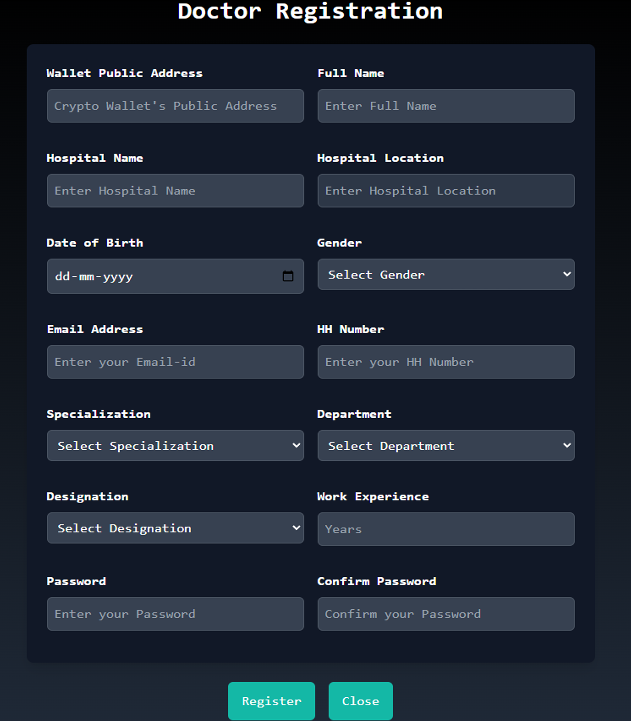 Doctor Registration
Wallet Public Address Full Name
Crypto Wallet's Public Address Enter Full Name
Hospital Name Hospital Location
Enter Hospital Name Enter Hospital Location
Date of Birth Gender
dd-mm-yyyy Select Gender
Email Address HH Number
Enter your Email-id Enter your HH Number
Specialization Department
Select Specialization Select Department
Designation Work Experience
Select Designation Years
Password Confirm Password
Enter your Password Confirm your Password
Register Close